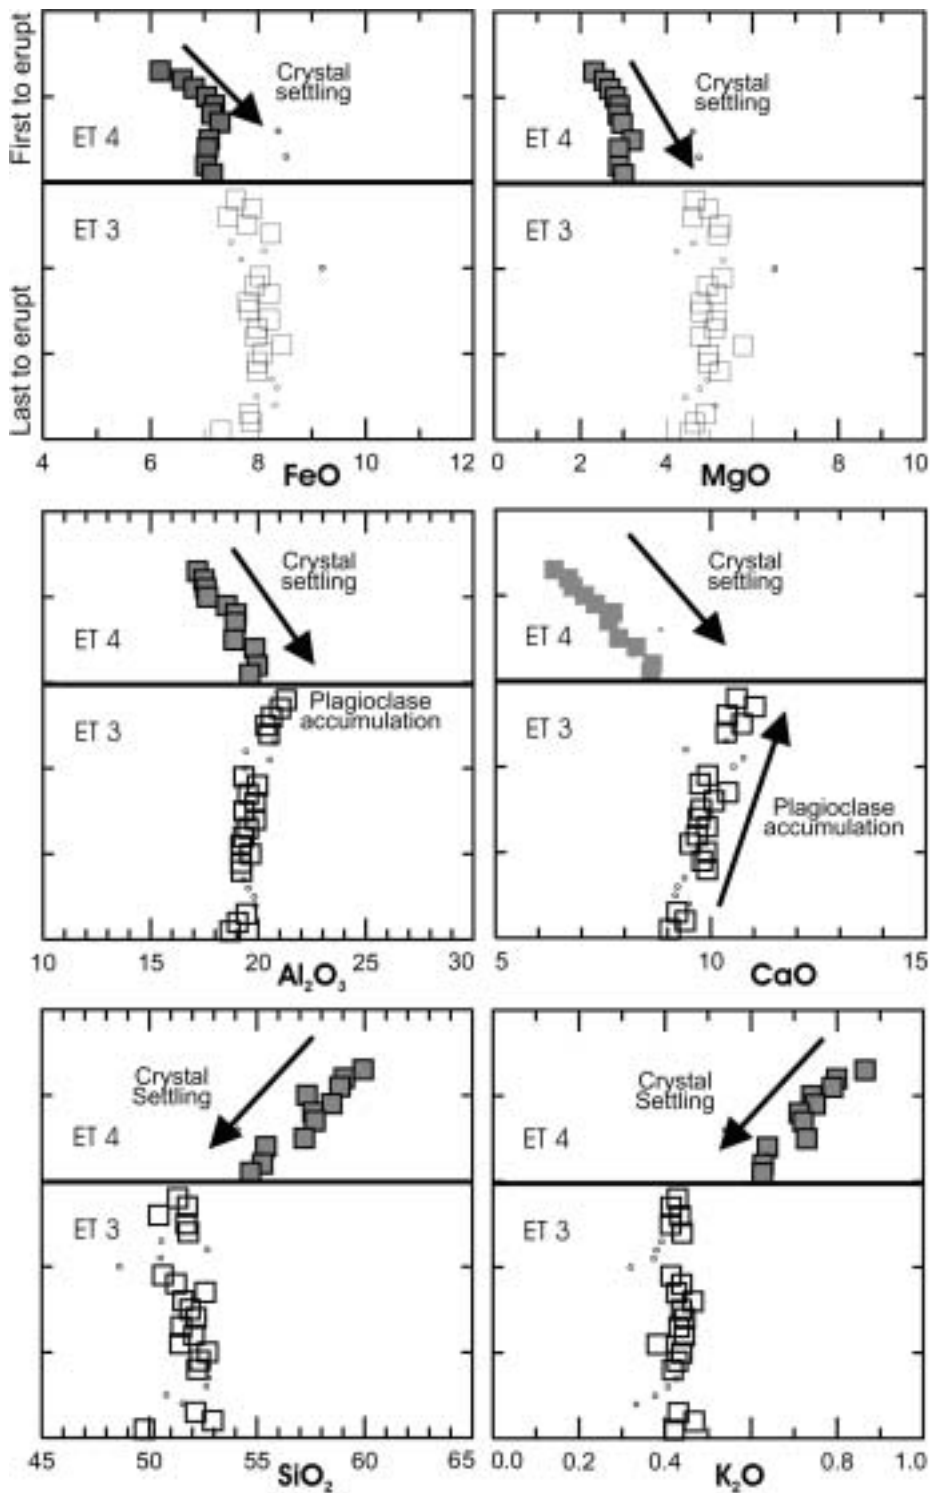 First to erupt
Last to erupt
Crystal
settling
ET 4
ET 3
4 6 8 10 12
FeO
Crystal
settling
ET 4
ET 3
0 2 4 6 8 10
MgO
Crystal
settling
ET 4
ET 3
Plagioclase
accumulation
10 15 20 25 30
Al₂O₃
Crystal
settling
ET 4
ET 3
Plagioclase
accumulation
5 10 15
CaO
Crystal
Settling
ET 4
ET 3
45 50 55 60 65
SiO₂
Crystal
Settling
ET 4
ET 3
0.0 0.2 0.4 0.6 0.8 1.0
K₂O